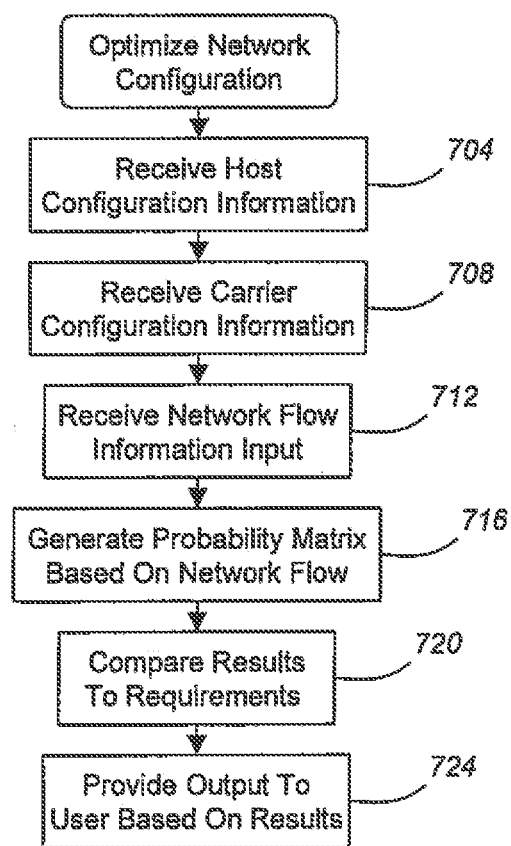 Optimize Network
Configuration
704
Receive Host
Configuration Information
708
Receive Carrier
Configuration Information
712
Receive Network Flow
Information Input
716
Generate Probability Matrix
Based On Network Flow
720
Compare Results
To Requirements
724
Provide Output To
User Based On Results